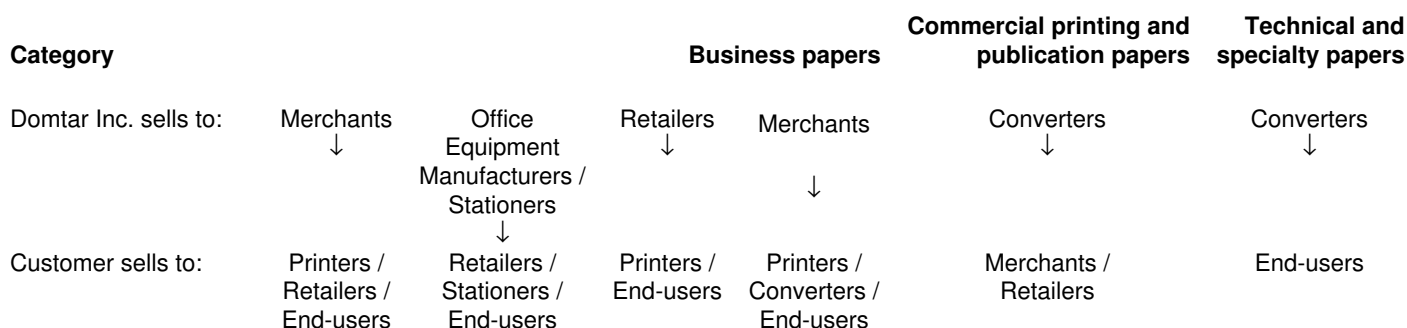 Category Business papers Commercial printing and publication papers Technical and specialty papers
Domtar Inc. sells to: Merchants Office Equipment Manufacturers / Stationers Retailers Merchants Converters Converters
↓ ↓ ↓ ↓ ↓ ↓
Customer sells to: Printers / Retailers / End-users Retailers / Stationers / End-users Printers / End-users Printers / Converters / End-users Merchants / Retailers End-users